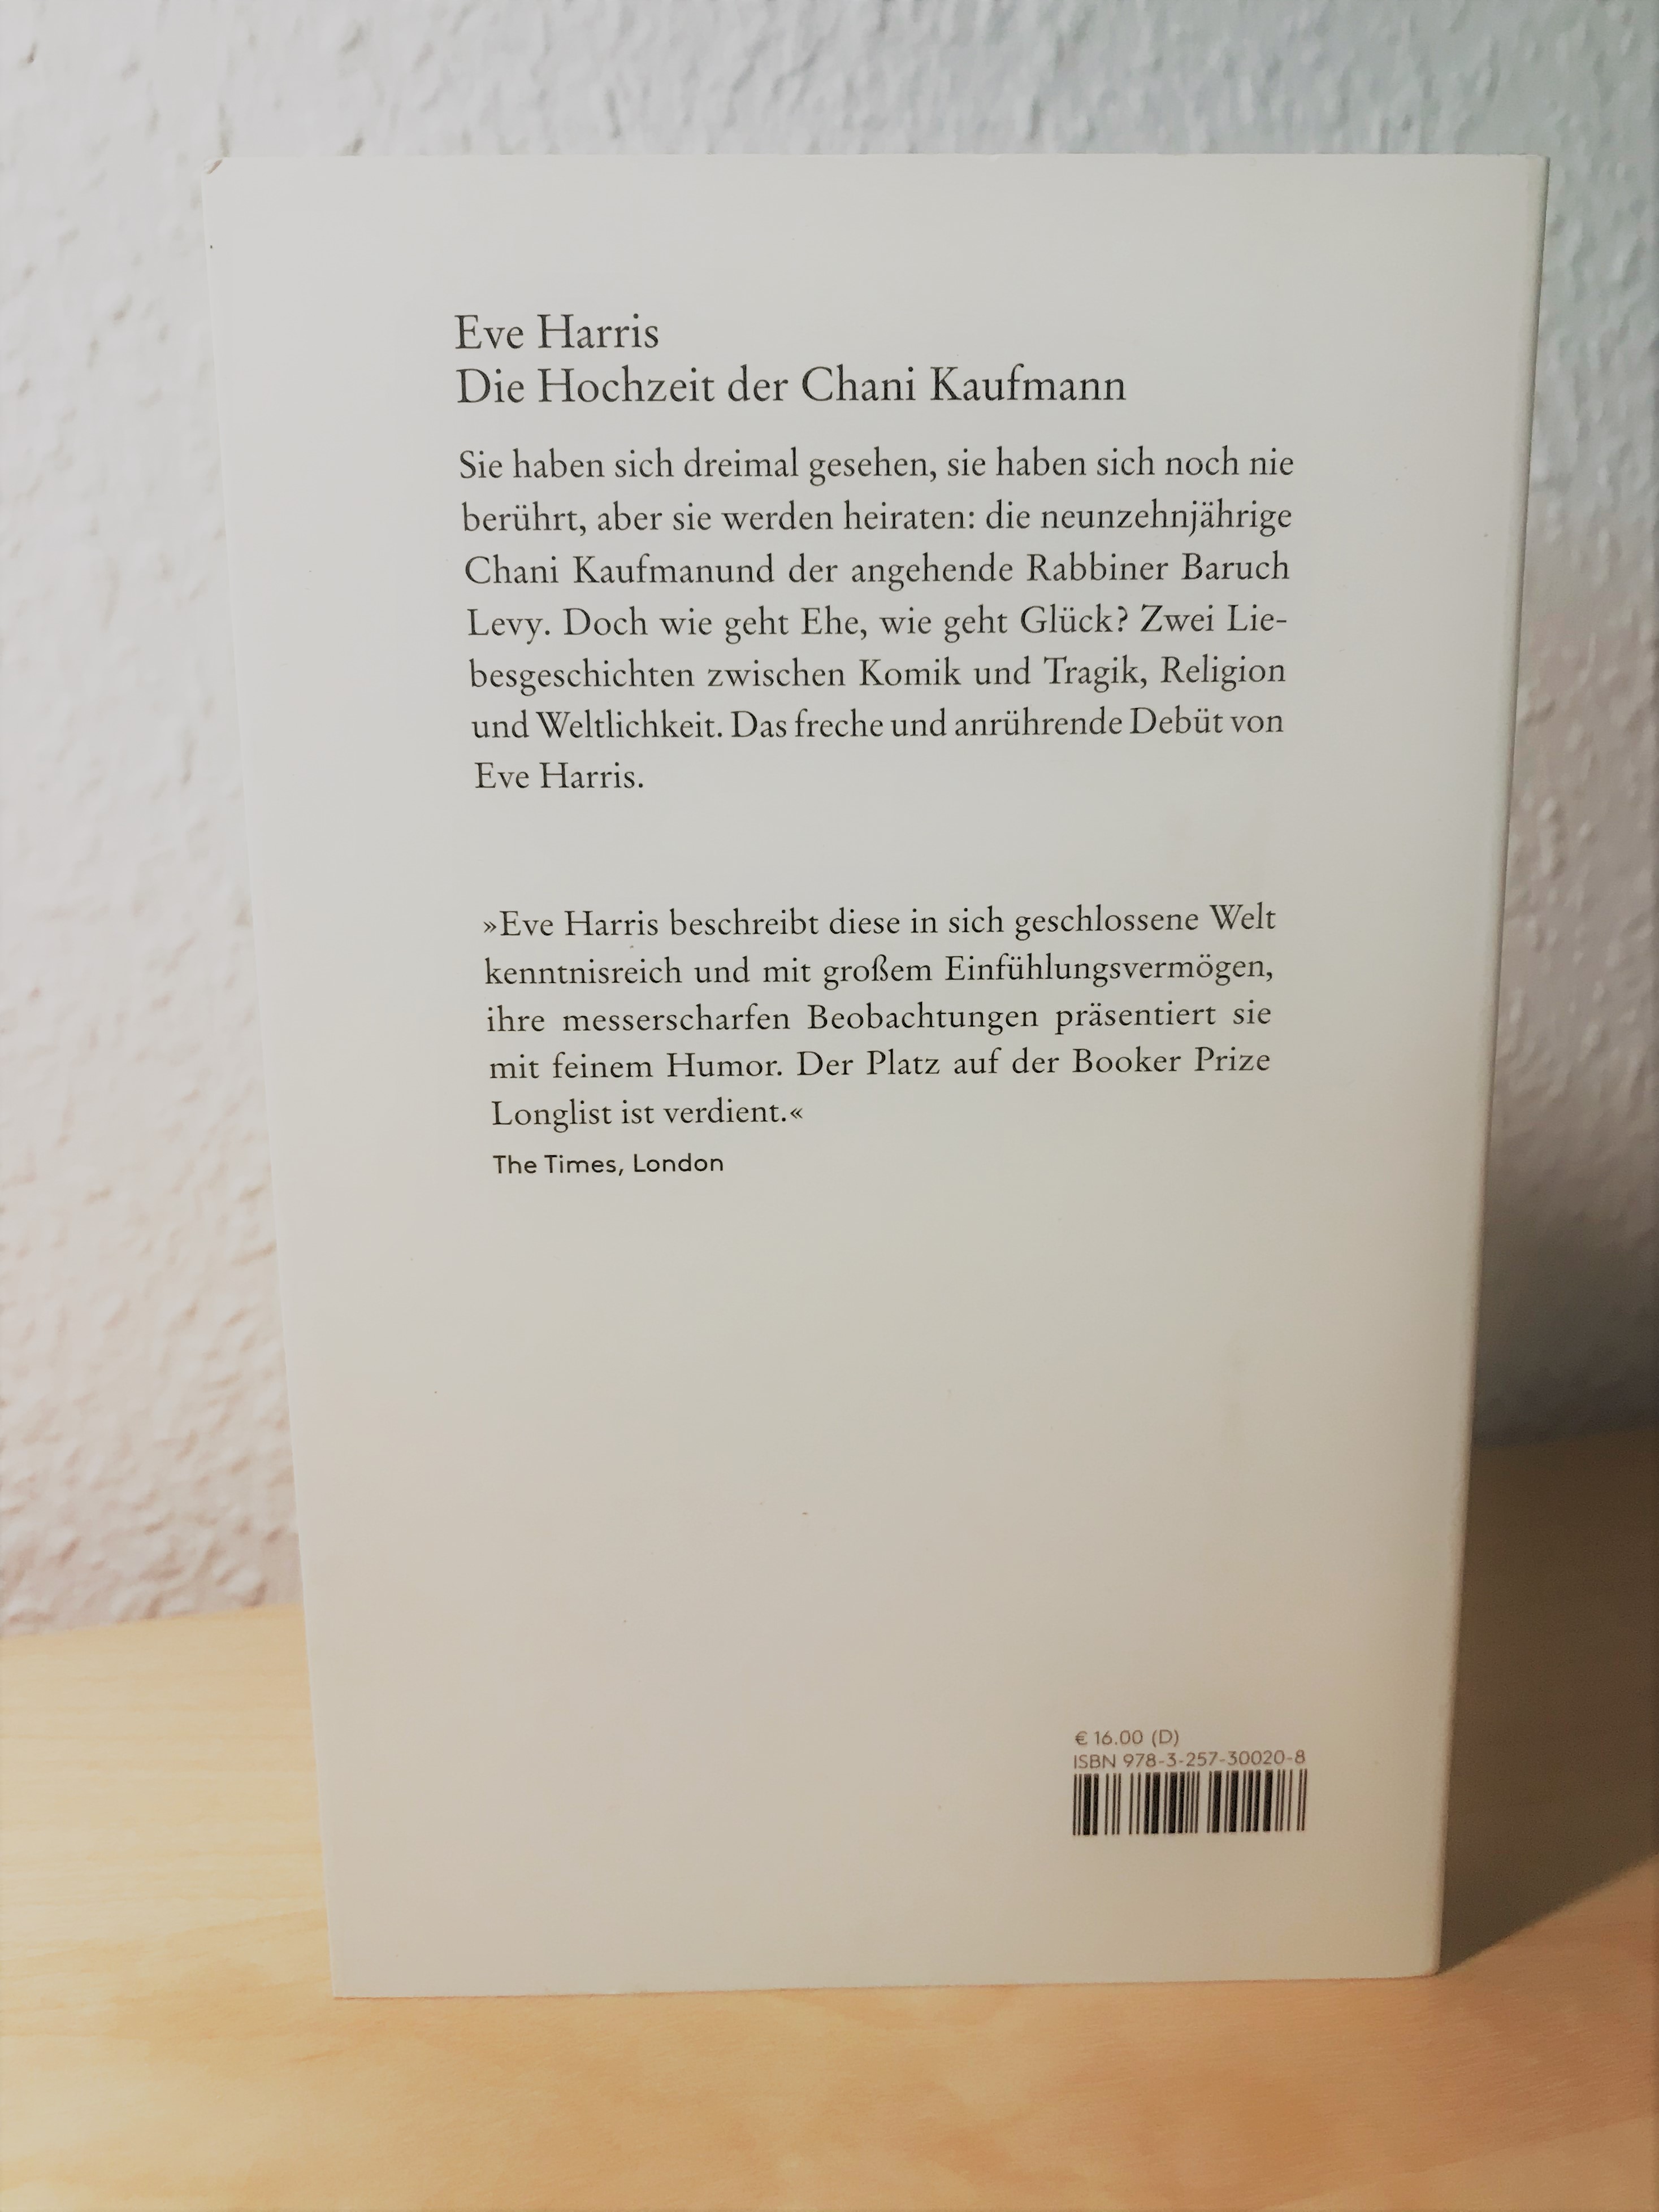 Eve Harris
Die Hochzeit der Chani Kaufmann
Sie haben sich dreimal gesehen, sie haben sich noch nie
berührt, aber sie werden heiraten: die neunzehnjährige
Chani Kaufmanund der angehende Rabbiner Baruch
Levy. Doch wie geht Ehe, wie geht Glück? Zwei Lie-
besgeschichten zwischen Komik und Tragik, Religion
und Weltlichkeit. Das freche und anrührende Debüt von
Eve Harris.
»Eve Harris beschreibt diese in sich geschlossene Welt
kenntnisreich und mit großem Einfühlungsvermögen,
ihre messerscharfen Beobachtungen präsentiert sie
mit feinem Humor. Der Platz auf der Booker Prize
Longlist ist verdient.«
The Times, London
€ 16.00 (D)
ISBN 978-3-257-30020-8